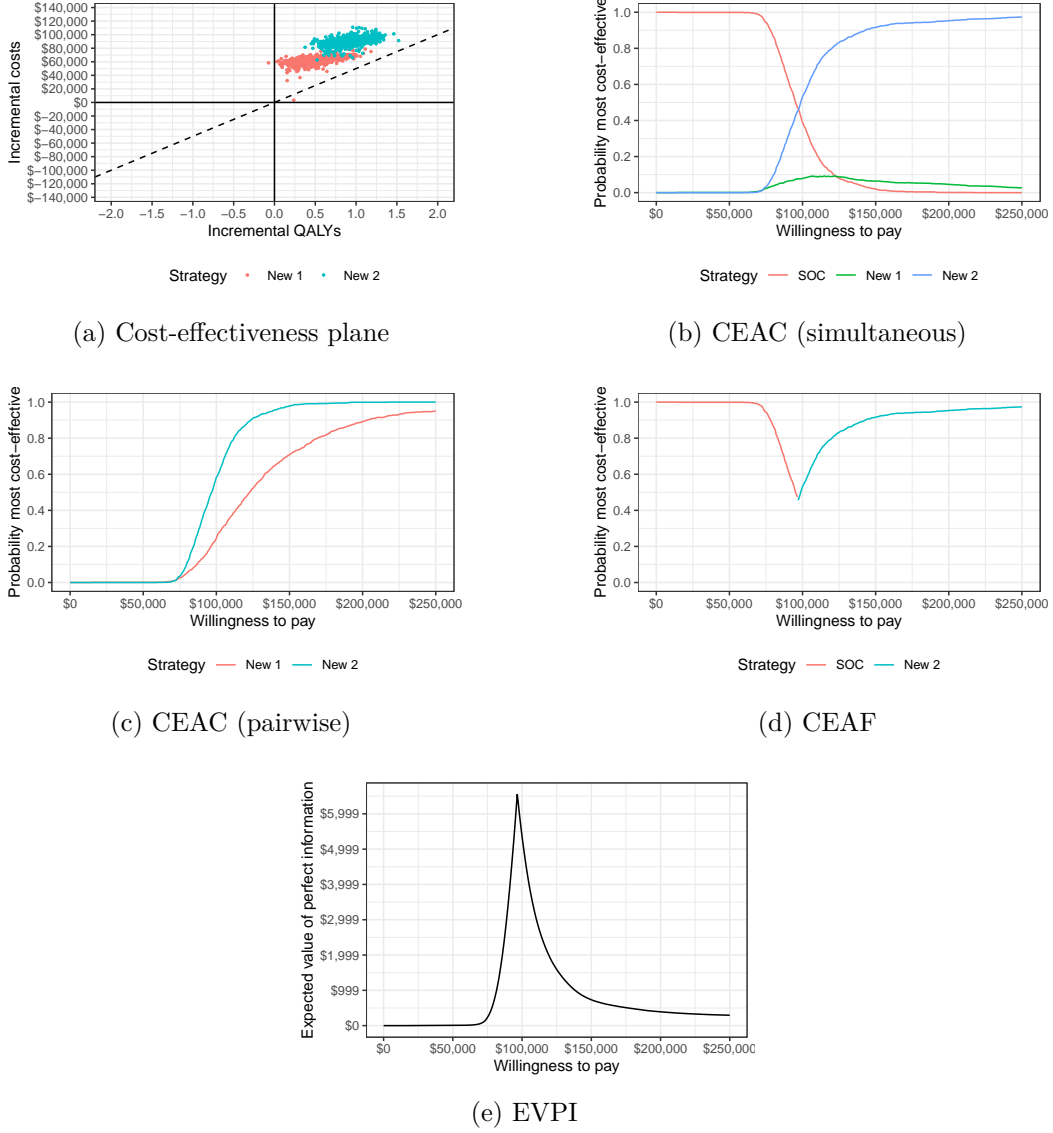 Incremental costs
$140,000
$120,000
$100,000
$80,000
$60,000
$40,000
$20,000
$0
$−20,000
$−40,000
$−60,000
$−80,000
$−100,000
$−120,000
$−140,000
−2.0 −1.5 −1.0 −0.5 0.0 0.5 1.0 1.5 2.0
Incremental QALYs
Strategy New 1 New 2
(a) Cost-effectiveness plane
Probability most cost−effective
1.0
0.8
0.6
0.4
0.2
0.0
$0 $50,000 $100,000 $150,000 $200,000 $250,000
Willingness to pay
Strategy SOC New 1 New 2
(b) CEAC (simultaneous)
Probability most cost−effective
1.0
0.8
0.6
0.4
0.2
0.0
$0 $50,000 $100,000 $150,000 $200,000 $250,000
Willingness to pay
Strategy New 1 New 2
(c) CEAC (pairwise)
Probability most cost−effective
1.0
0.8
0.6
0.4
0.2
0.0
$0 $50,000 $100,000 $150,000 $200,000 $250,000
Willingness to pay
Strategy SOC New 2
(d) CEAF
Expected value of perfect information
$5,999
$4,999
$3,999
$2,999
$1,999
$999
$0
$0 $50,000 $100,000 $150,000 $200,000 $250,000
Willingness to pay
(e) EVPI